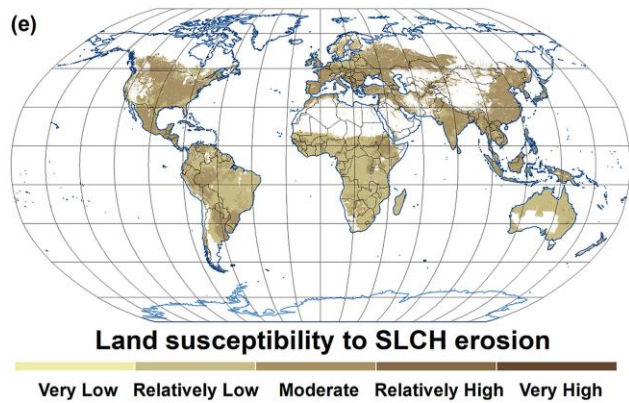 (e)
Land susceptibility to SLCH erosion
Very Low Relatively Low Moderate Relatively High Very High